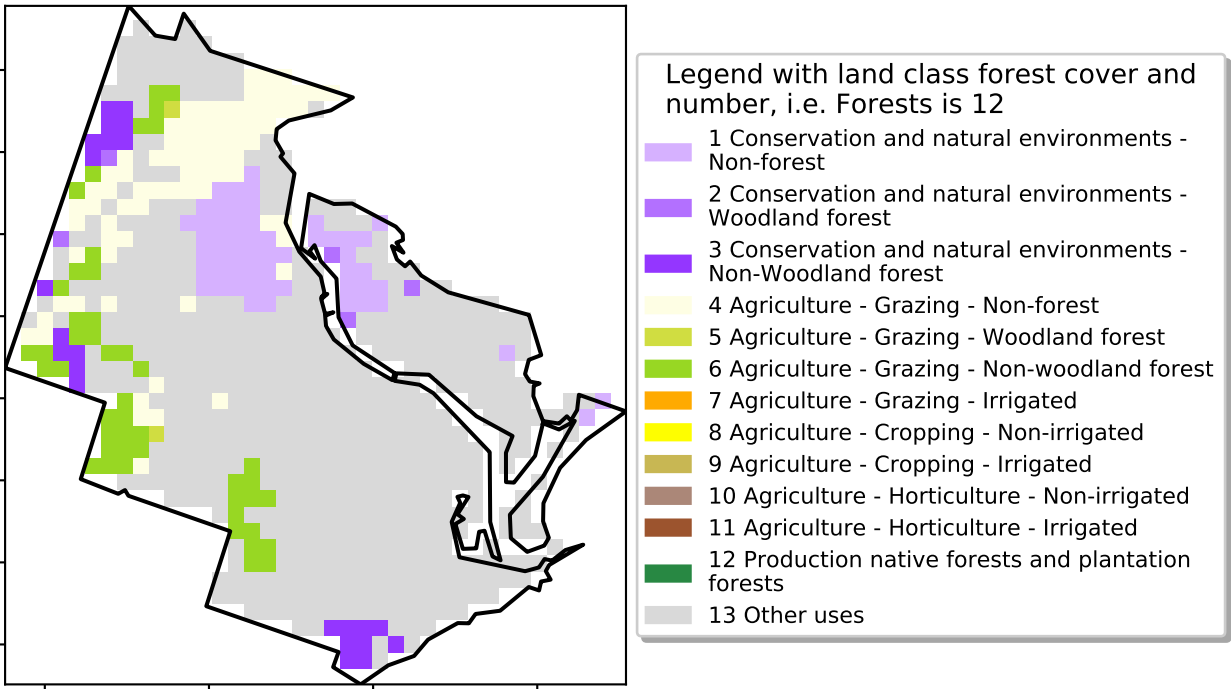 Legend with land class forest cover and
number, i.e. Forests is 12
1 Conservation and natural environments -
Non-forest
2 Conservation and natural environments -
Woodland forest
3 Conservation and natural environments -
Non-Woodland forest
4 Agriculture - Grazing - Non-forest
5 Agriculture - Grazing - Woodland forest
6 Agriculture - Grazing - Non-woodland forest
7 Agriculture - Grazing - Irrigated
8 Agriculture - Cropping - Non-irrigated
9 Agriculture - Cropping - Irrigated
10 Agriculture - Horticulture - Non-irrigated
11 Agriculture - Horticulture - Irrigated
12 Production native forests and plantation
forests
13 Other uses